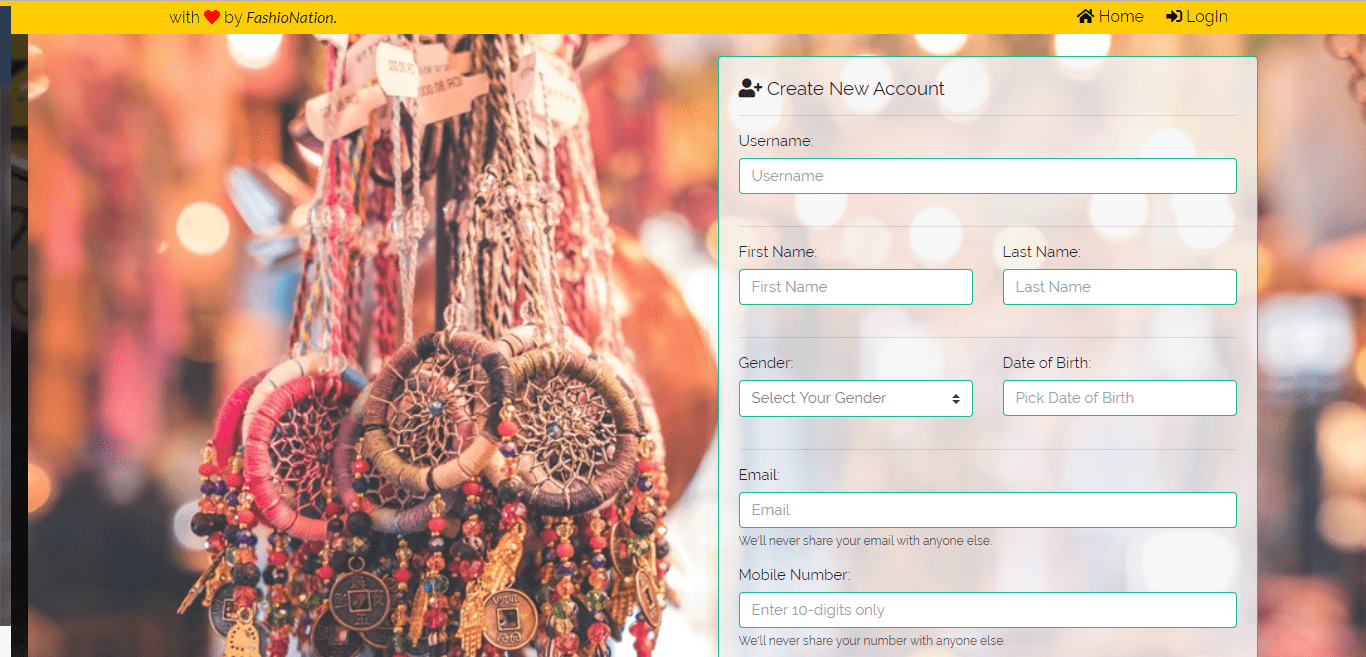 with ❤ by FashioNation.
Home LogIn
Create New Account
Username:
Username
First Name: Last Name:
First Name Last Name
Gender: Date of Birth:
Select Your Gender Pick Date of Birth
Email:
Email
We'll never share your email with anyone else.
Mobile Number:
Enter 10-digits only
We'll never share your number with anyone else.